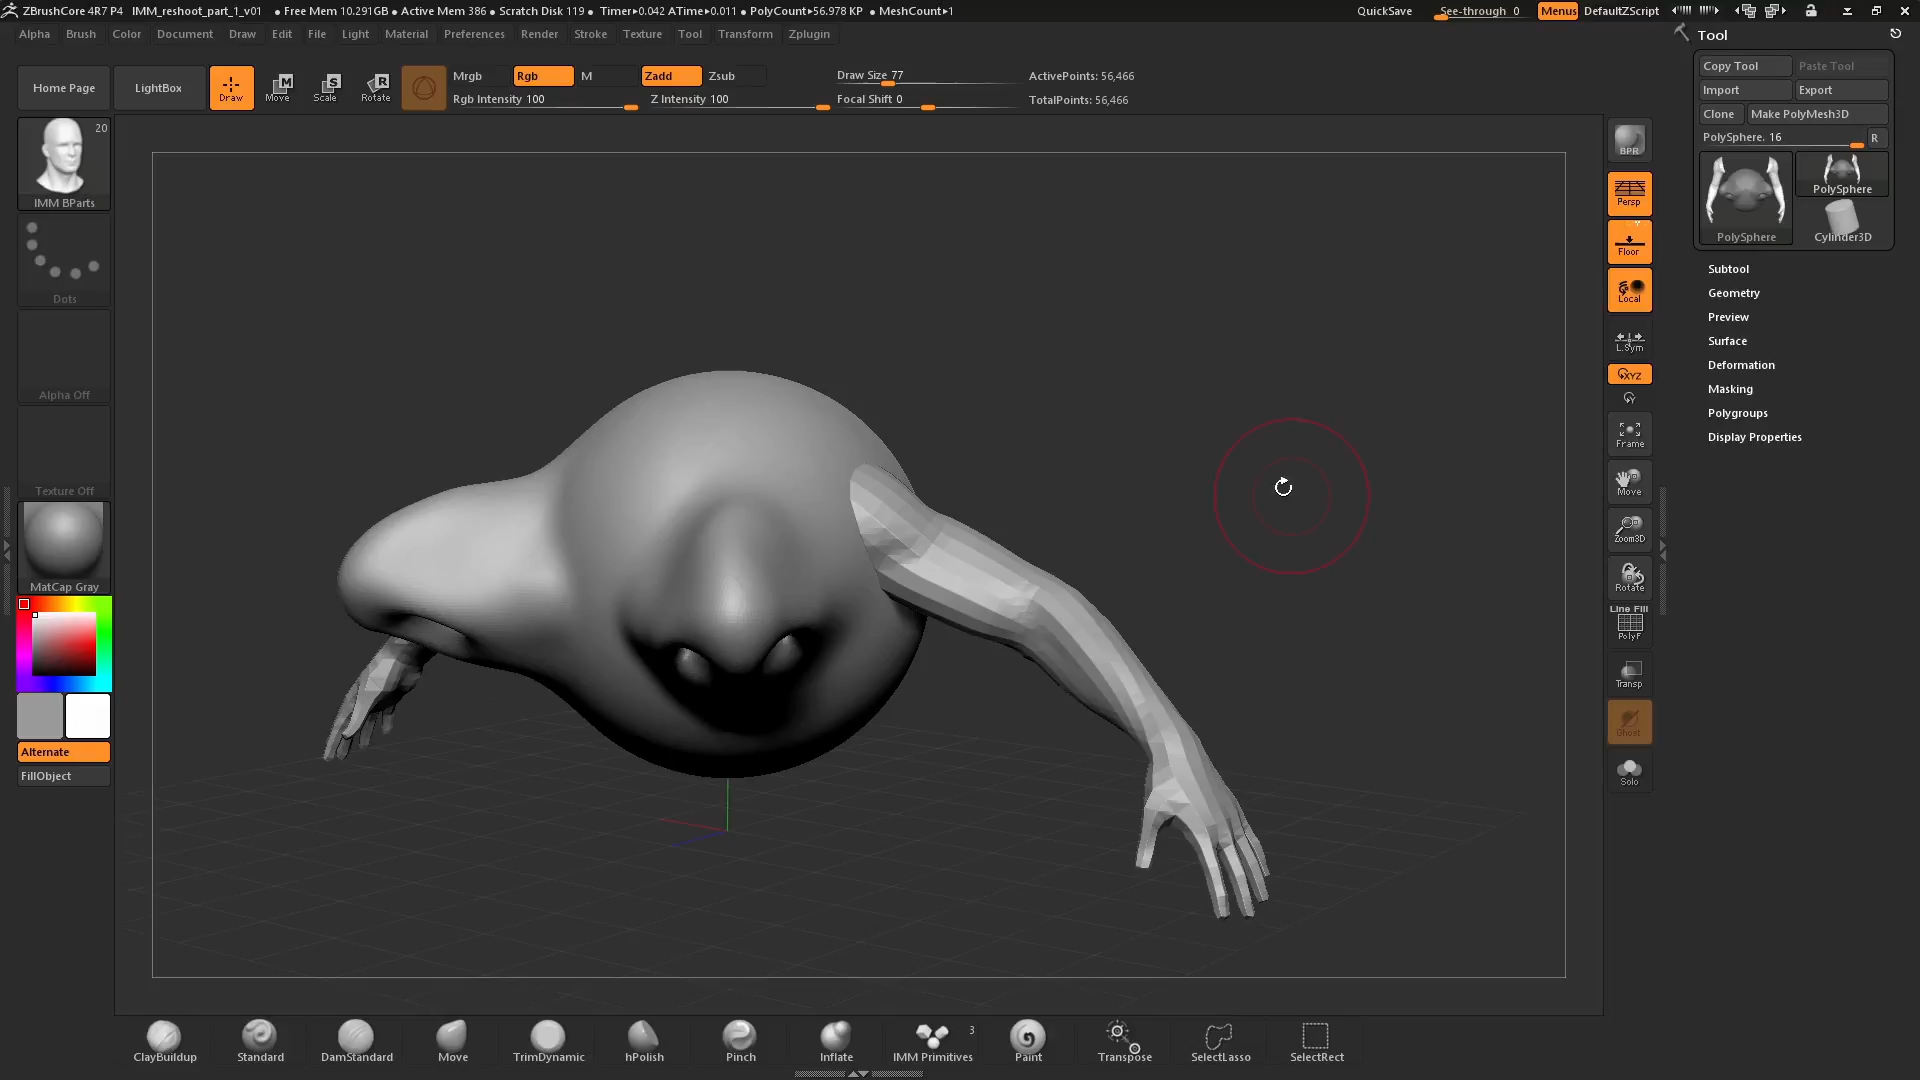 ZBrushCore 4R7 P4 IMM_reshoot_part_1_v01 • Free Mem 10.291GB • Active Mem 386 • Scratch Disk 119 • Timer▸0.042 ATime▸0.011 • PolyCount▸56.978 KP • MeshCount▸1 QuickSave See-through 0 Menus DefaultZScript
Alpha Brush Color Document Draw Edit File Light Material Preferences Render Stroke Texture Tool Transform Zplugin
Tool
Home Page
LightBox
Draw
Move
M
Scale
S
Rotate
R
Mrgb Rgb M Zadd Zsub
Rgb Intensity 100 Z Intensity 100
Draw Size 77
Focal Shift 0
ActivePoints: 56,466
TotalPoints: 56,466
Copy Tool Paste Tool
Import Export
Clone Make PolyMesh3D
PolySphere. 16 R
PolySphere
PolySphere
Cylinder3D
Subtool
Geometry
Preview
Surface
Deformation
Masking
Polygroups
Display Properties
20
IMM BParts
Dots
Alpha Off
Texture Off
MatCap Gray
Alternate
FillObject
BPR
Persp
Floor
Local
L.Sym
XYZ
Y
Frame
Move
Zoom3D
Rotate
Line Fill
PolyF
Transp
Ghost
Solo
ClayBuildup Standard DamStandard Move TrimDynamic hPolish Pinch Inflate IMM Primitives 3 Paint Transpose SelectLasso SelectRect